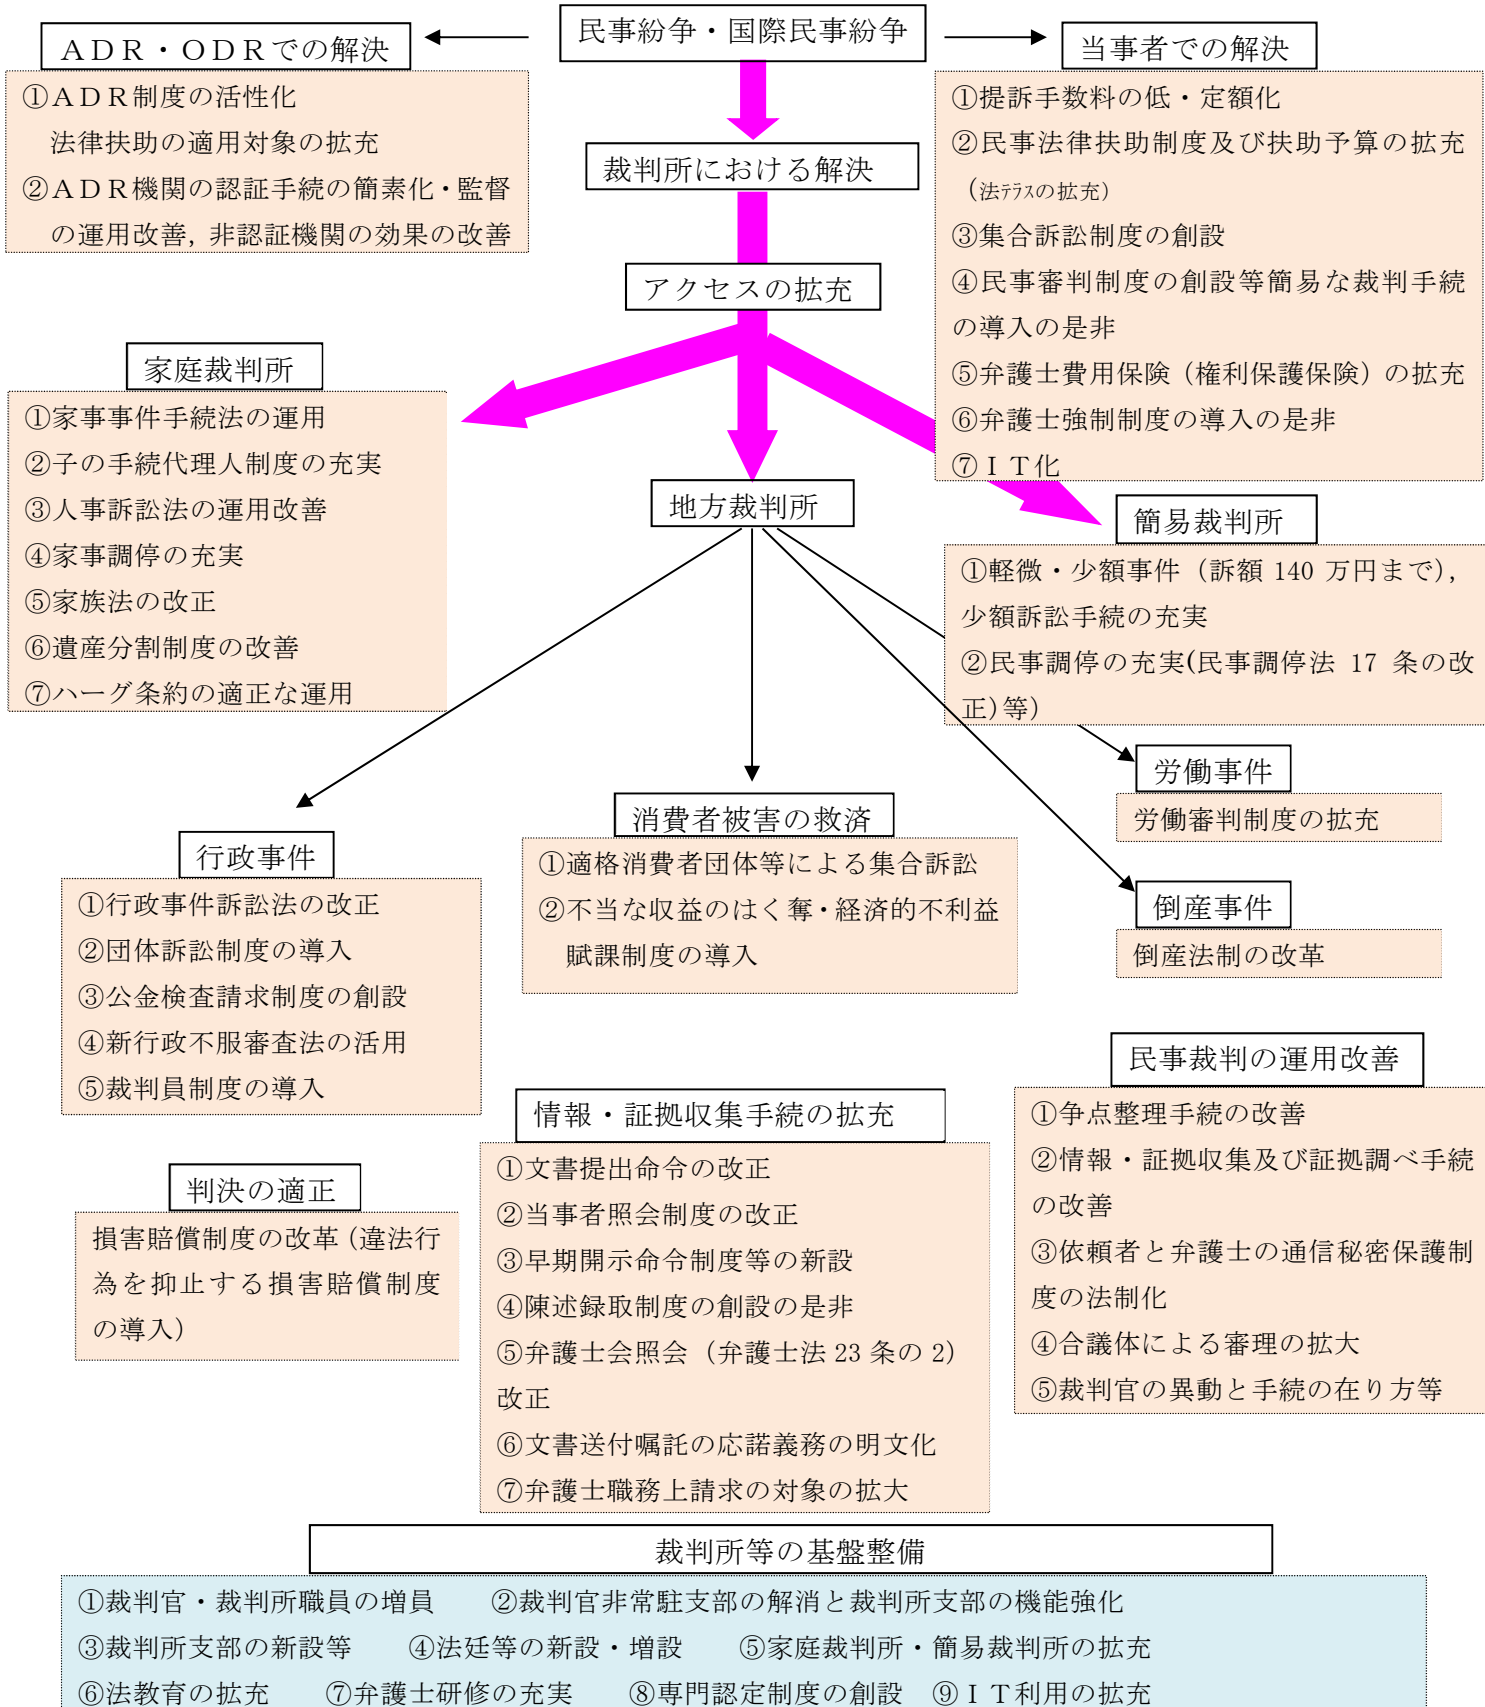 民事紛争・国際民事紛争
ＡＤＲ・ＯＤＲでの解決
①ＡＤＲ制度の活性化
法律扶助の適用対象の拡充
②ＡＤＲ機関の認証手続の簡素化・監督
の運用改善，非認証機関の効果の改善
当事者での解決
①提訴手数料の低・定額化
②民事法律扶助制度及び扶助予算の拡充
（法ﾃﾗｽの拡充）
③集合訴訟制度の創設
④民事審判制度の創設等簡易な裁判手続
の導入の是非
⑤弁護士費用保険（権利保護保険）の拡充
⑥弁護士強制制度の導入の是非
⑦ＩＴ化
裁判所における解決
アクセスの拡充
家庭裁判所
①家事事件手続法の運用
②子の手続代理人制度の充実
③人事訴訟法の運用改善
④家事調停の充実
⑤家族法の改正
⑥遺産分割制度の改善
⑦ハーグ条約の適正な運用
地方裁判所
簡易裁判所
①軽微・少額事件（訴額 140 万円まで），
少額訴訟手続の充実
②民事調停の充実(民事調停法 17 条の改
正)等）
労働事件
労働審判制度の拡充
倒産事件
倒産法制の改革
消費者被害の救済
①適格消費者団体等による集合訴訟
②不当な収益のはく奪・経済的不利益
賦課制度の導入
行政事件
①行政事件訴訟法の改正
②団体訴訟制度の導入
③公金検査請求制度の創設
④新行政不服審査法の活用
⑤裁判員制度の導入
判決の適正
損害賠償制度の改革（違法行
為を抑止する損害賠償制度
の導入）
情報・証拠収集手続の拡充
①文書提出命令の改正
②当事者照会制度の改正
③早期開示命令制度等の新設
④陳述録取制度の創設の是非
⑤弁護士会照会（弁護士法 23 条の 2）
改正
⑥文書送付嘱託の応諾義務の明文化
⑦弁護士職務上請求の対象の拡大
民事裁判の運用改善
①争点整理手続の改善
②情報・証拠収集及び証拠調べ手続
の改善
③依頼者と弁護士の通信秘密保護制
度の法制化
④合議体による審理の拡大
⑤裁判官の異動と手続の在り方等
裁判所等の基盤整備
①裁判官・裁判所職員の増員　②裁判官非常駐支部の解消と裁判所支部の機能強化
③裁判所支部の新設等　④法廷等の新設・増設　⑤家庭裁判所・簡易裁判所の拡充
⑥法教育の拡充　⑦弁護士研修の充実　⑧専門認定制度の創設　⑨ＩＴ利用の拡充